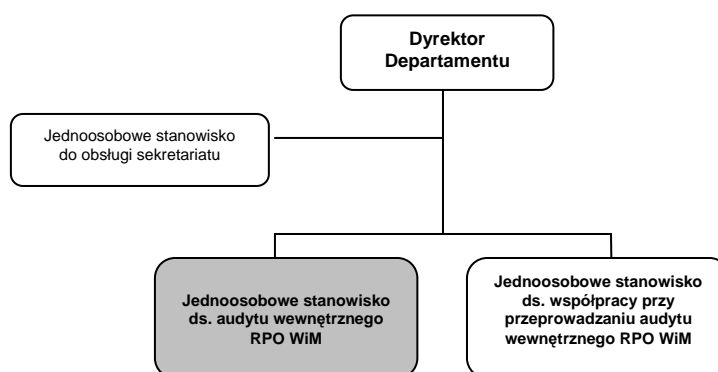 Dyrektor
Departamentu
Jednoosobowe stanowisko
do obsługi sekretariatu
Jednoosobowe stanowisko
ds. audytu wewnętrznego
RPO WiM
Jednoosobowe stanowisko
ds. współpracy przy
przeprowadzaniu audytu
wewnętrznego RPO WiM